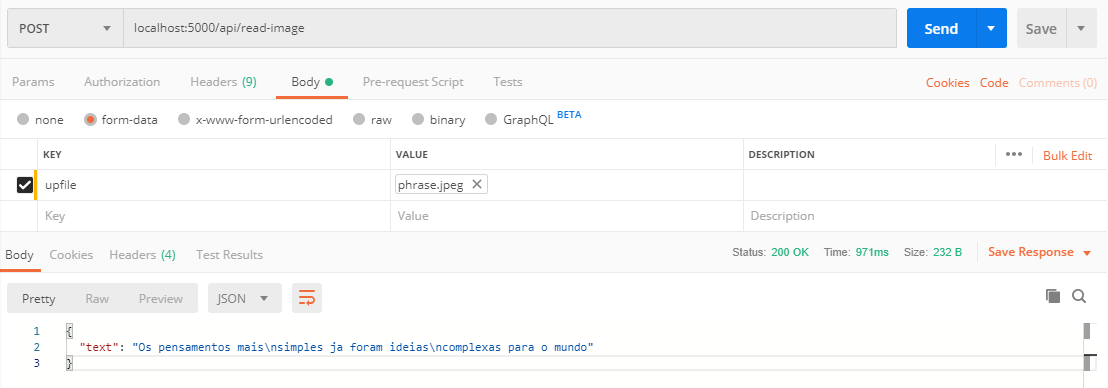 POST localhost:5000/api/read-image Send Save
Params Authorization Headers (9) Body Pre-request Script Tests Cookies Code Comments (0)
none form-data x-www-form-urlencoded raw binary GraphQL BETA
KEY VALUE DESCRIPTION ••• Bulk Edit
upfile phrase.jpeg
Key Value Description
Body Cookies Headers (4) Test Results Status: 200 OK Time: 971ms Size: 232 B Save Response
Pretty Raw Preview JSON
1 {
2 "text": "Os pensamentos mais\nsimples ja foram ideias\ncomplexas para o mundo"
3 }